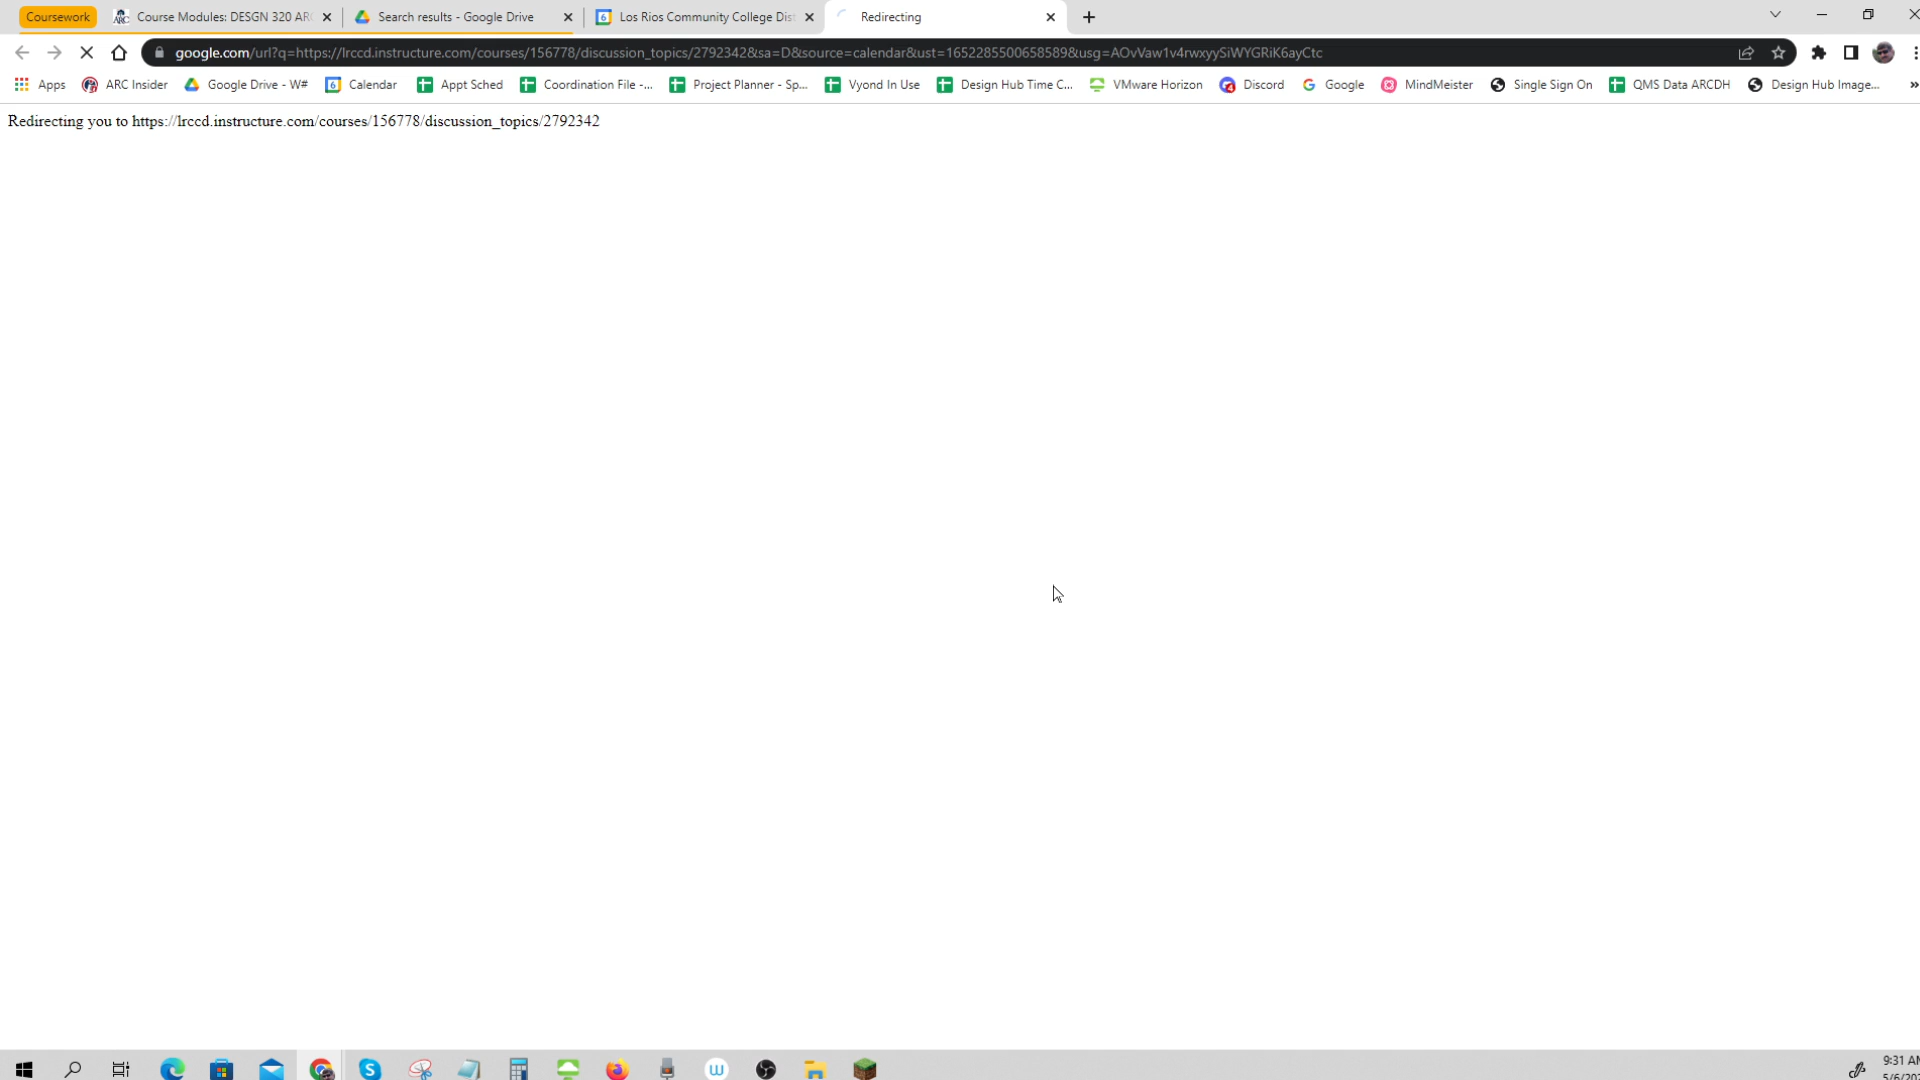 Coursework
Course Modules: DESGN 320 ARC
Search results - Google Drive
Los Rios Community College Dist
Redirecting
google.com/url?q=https://lrccd.instructure.com/courses/156778/discussion_topics/2792342&sa=D&source=calendar&ust=1652285500658589&usg=AOvVaw1v4rwxyySiWYGRiK6ayCtc
Apps
ARC Insider
Google Drive - W#
Calendar
Appt Sched
Coordination File -...
Project Planner - Sp...
Vyond In Use
Design Hub Time C...
VMware Horizon
Discord
Google
MindMeister
Single Sign On
QMS Data ARCDH
Design Hub Image...
»
Redirecting you to https://lrccd.instructure.com/courses/156778/discussion_topics/2792342
9:31 AM